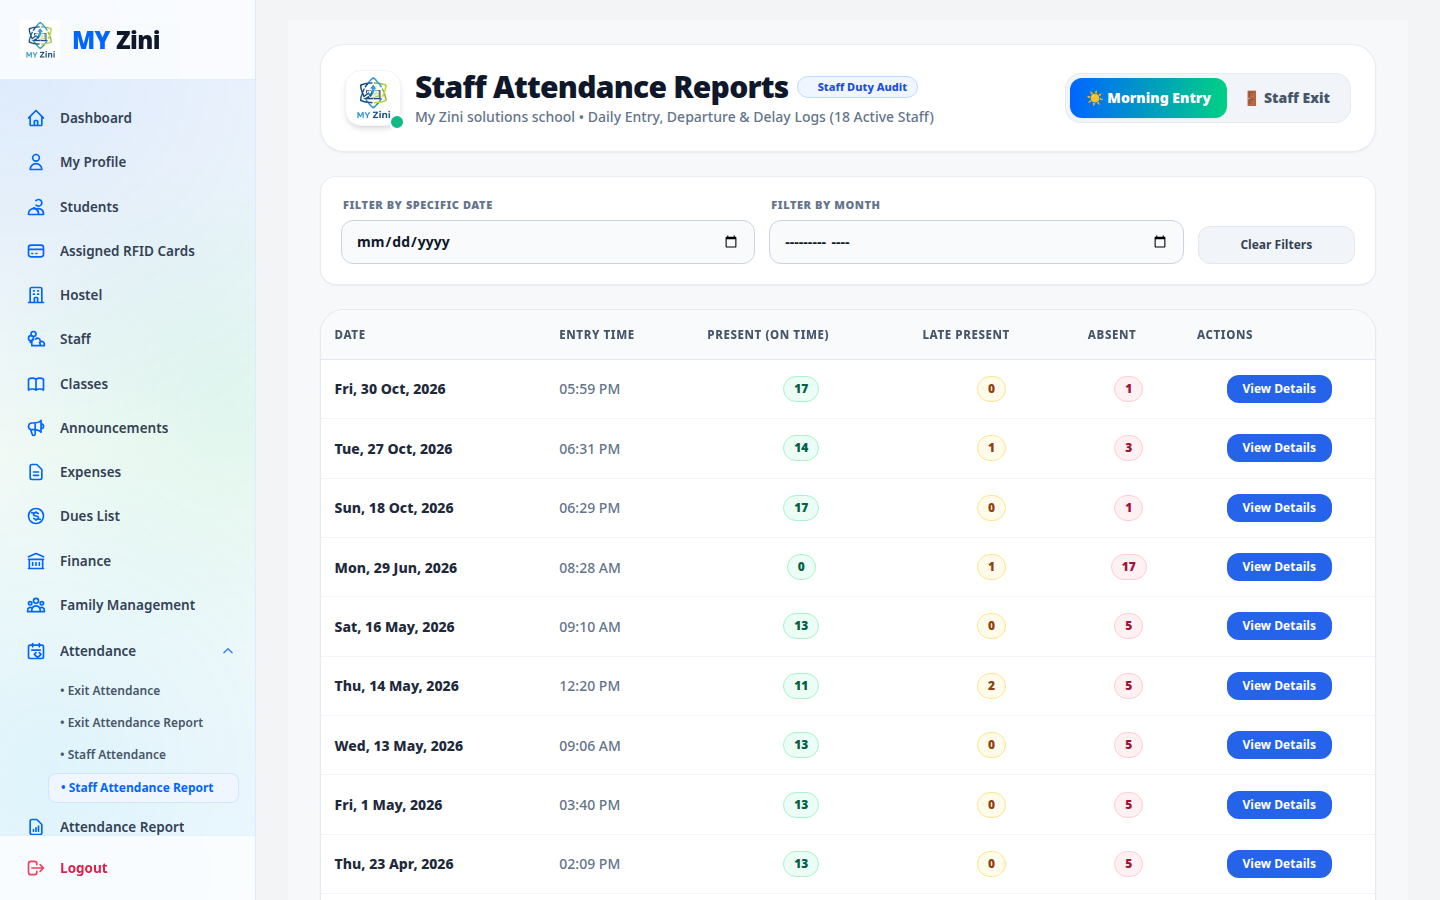 MY Zini
MY Zini
Dashboard
My Profile
Students
Assigned RFID Cards
Hostel
Staff
Classes
Announcements
Expenses
Dues List
Finance
Family Management
Attendance
• Exit Attendance
• Exit Attendance Report
• Staff Attendance
• Staff Attendance Report
Attendance Report
Logout
MY Zini
Staff Attendance Reports
Staff Duty Audit
My Zini solutions school • Daily Entry, Departure & Delay Logs (18 Active Staff)
☀️ Morning Entry
🚪 Staff Exit
FILTER BY SPECIFIC DATE
mm/dd/yyyy
FILTER BY MONTH
--------- ----
Clear Filters
DATE ENTRY TIME PRESENT (ON TIME) LATE PRESENT ABSENT ACTIONS
Fri, 30 Oct, 2026 05:59 PM 17 0 1 View Details
Tue, 27 Oct, 2026 06:31 PM 14 1 3 View Details
Sun, 18 Oct, 2026 06:29 PM 17 0 1 View Details
Mon, 29 Jun, 2026 08:28 AM 0 1 17 View Details
Sat, 16 May, 2026 09:10 AM 13 0 5 View Details
Thu, 14 May, 2026 12:20 PM 11 2 5 View Details
Wed, 13 May, 2026 09:06 AM 13 0 5 View Details
Fri, 1 May, 2026 03:40 PM 13 0 5 View Details
Thu, 23 Apr, 2026 02:09 PM 13 0 5 View Details